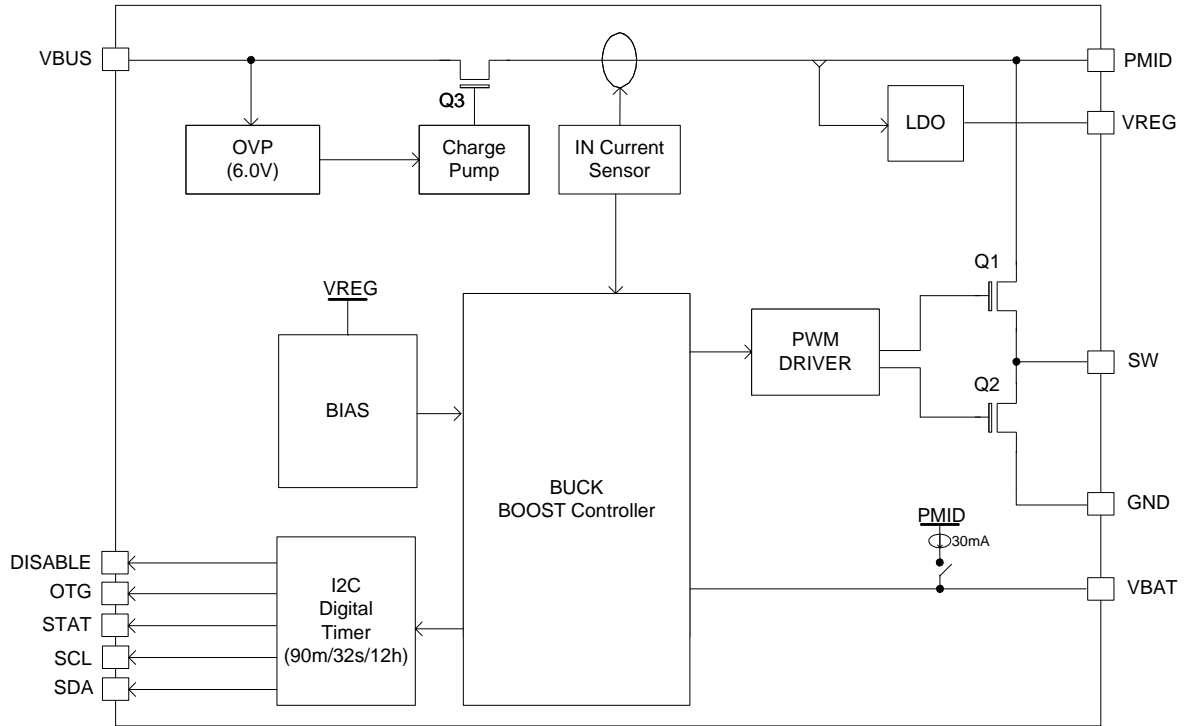 VBUS
PMID
Q3
LDO
VREG
OVP
(6.0V)
Charge
Pump
IN Current
Sensor
Q1
VREG
PWM
DRIVER
SW
Q2
BIAS
BUCK
BOOST Controller
GND
PMID
30mA
DISABLE
OTG
STAT
SCL
SDA
I2C
Digital
Timer
(90m/32s/12h)
VBAT